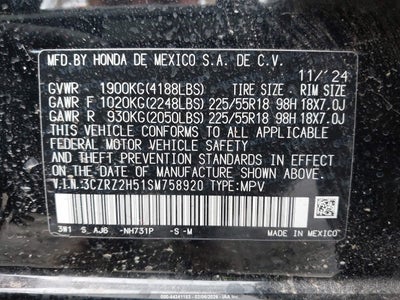 MFD.BY HONDA DE MEXICO S.A. DE C.V.
11/'24
GVWR 1900KG(4188LBS) TIRE SIZE RIM SIZE
GAWR F 1020KG(2248LBS) 225/55R18 98H 18X7.0J
GAWR R 930KG(2050LBS) 225/55R18 98H 18X7.0J
THIS VEHICLE CONFORMS TO ALL APPLICABLE
FEDERAL MOTOR VEHICLE SAFETY AND
THEFT PREVENTION STANDARDS IN EFFECT ON
THE DATE OF MANUFACTURE SHOWN ABOVE.
V.I.N.3CZRZ2H51SM758920 TYPE:MPV
3W1 S_AJ6 -NH731P -S -M
MADE IN MEXICO